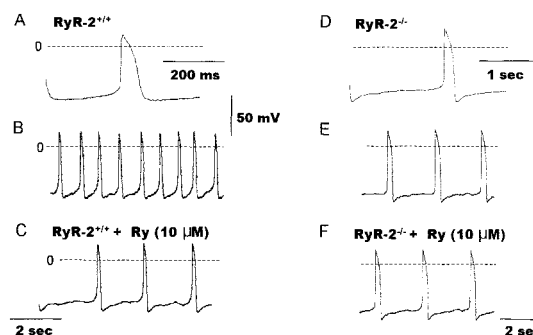 A RyR-2+/+
0
200 ms
50 mV
B
0
C RyR-2+/+ + Ry (10 µM)
0
2 sec
D RyR-2-/-
1 sec
E
F RyR-2-/- + Ry (10 µM)
2 se